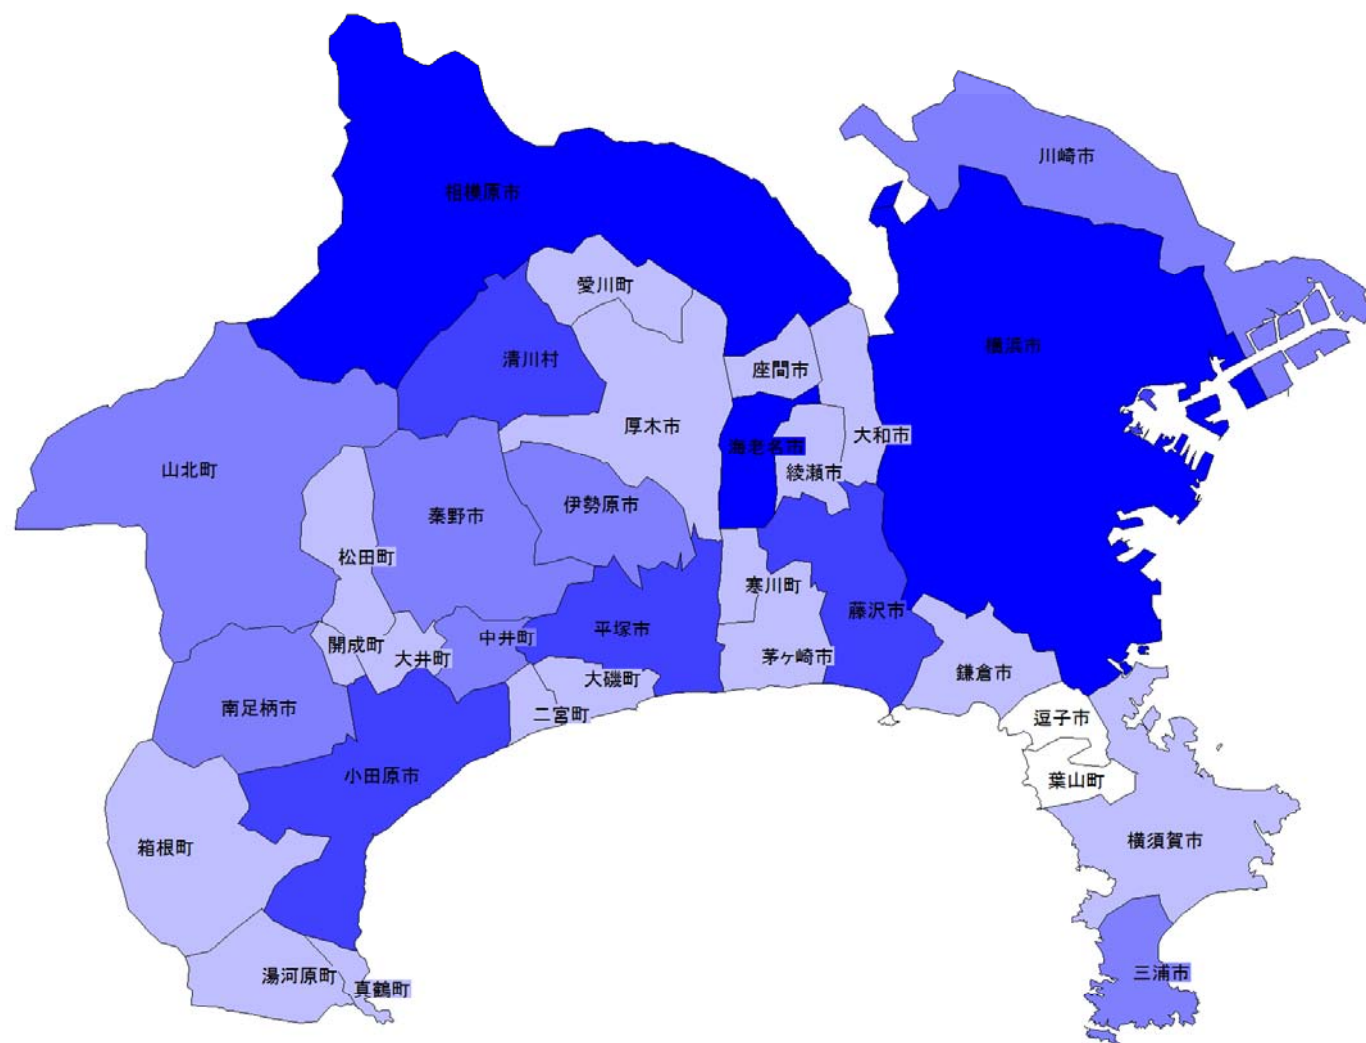 川崎市
相模原市
愛川町
横浜市
清川村
座間市
厚木市
大和市
海老名市
山北町
綾瀬市
伊勢原市
秦野市
松田町
寒川町
藤沢市
平塚市
中井町
開成町
茅ヶ崎市
大井町
鎌倉市
大磯町
南足柄市
二宮町
逗子市
小田原市
葉山町
横須賀市
箱根町
三浦市
湯河原町
真鶴町